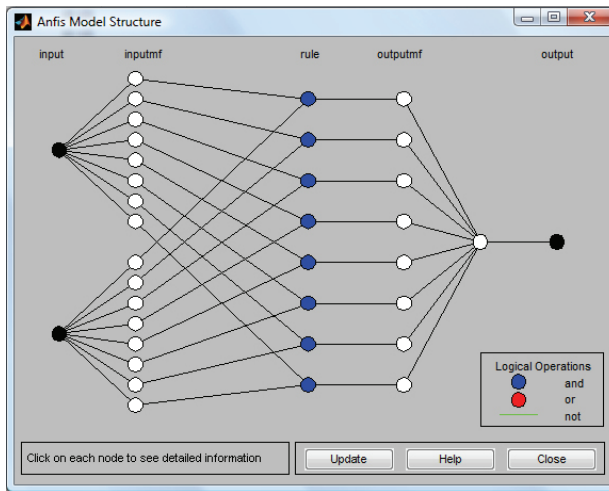 Anfis Model Structure
input inputmf rule outputmf output
Logical Operations
and
or
not
Click on each node to see detailed information
Update Help Close